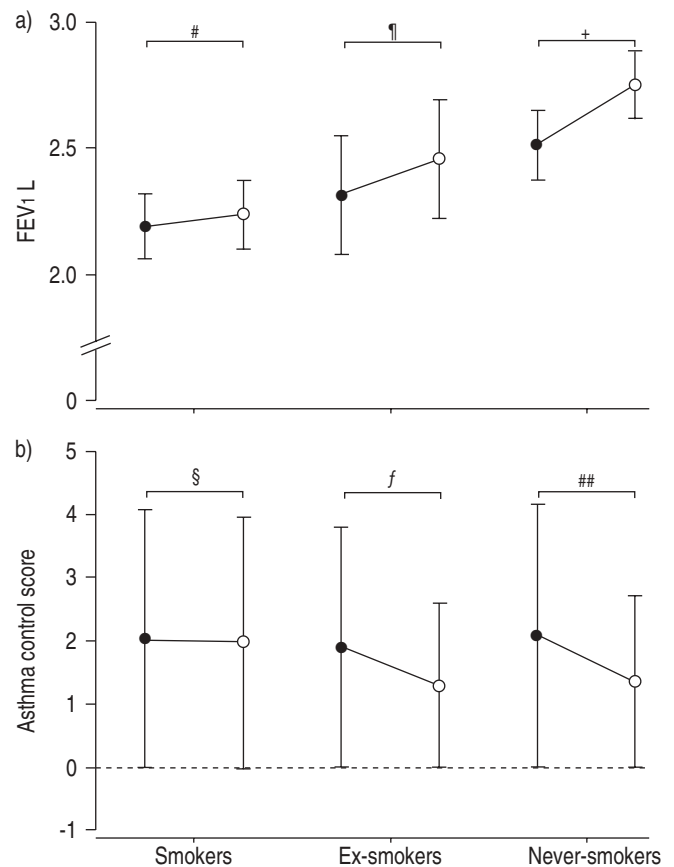 a)
3.0
#
¶
+
2.5
FEV1 L
2.0
0
b)
5
§
ƒ
##
4
3
Asthma control score
2
1
0
-1
Smokers Ex-smokers Never-smokers